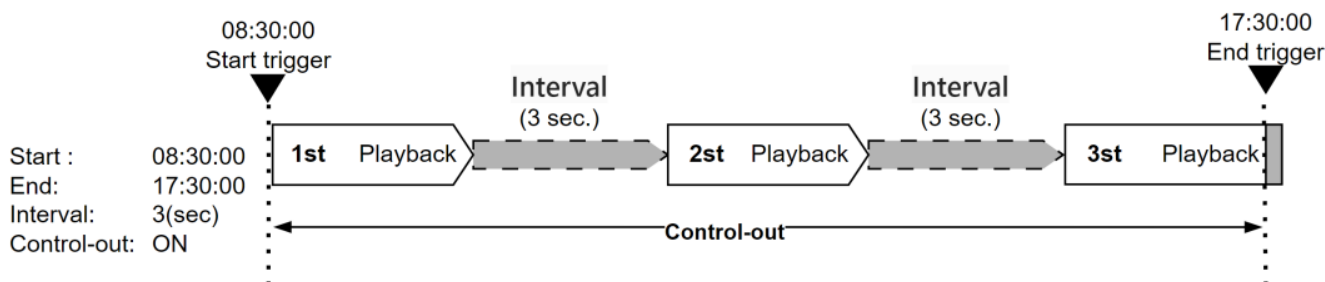 08:30:00
Start trigger
17:30:00
End trigger
Interval
(3 sec.)
Interval
(3 sec.)
1st Playback
2st Playback
3st Playback
Start : 08:30:00
End: 17:30:00
Interval: 3(sec)
Control-out: ON
Control-out